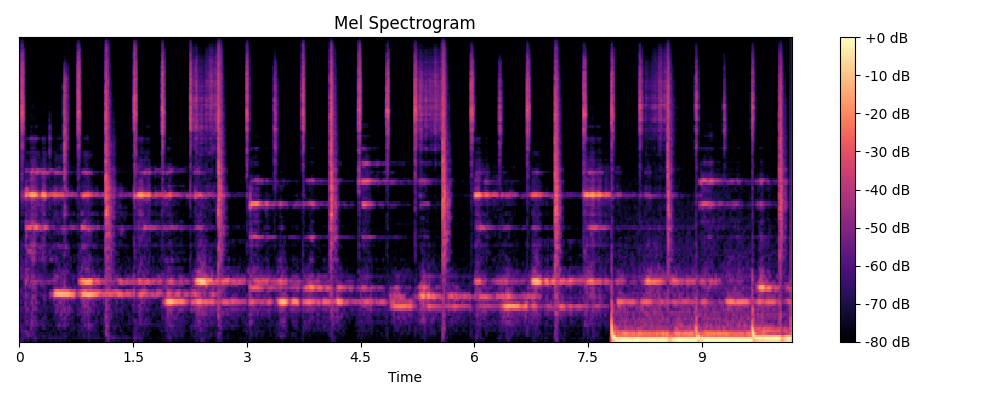 Mel Spectrogram
+0 dB
-10 dB
-20 dB
-30 dB
-40 dB
-50 dB
-60 dB
-70 dB
-80 dB
0 1.5 3 4.5 6 7.5 9
Time